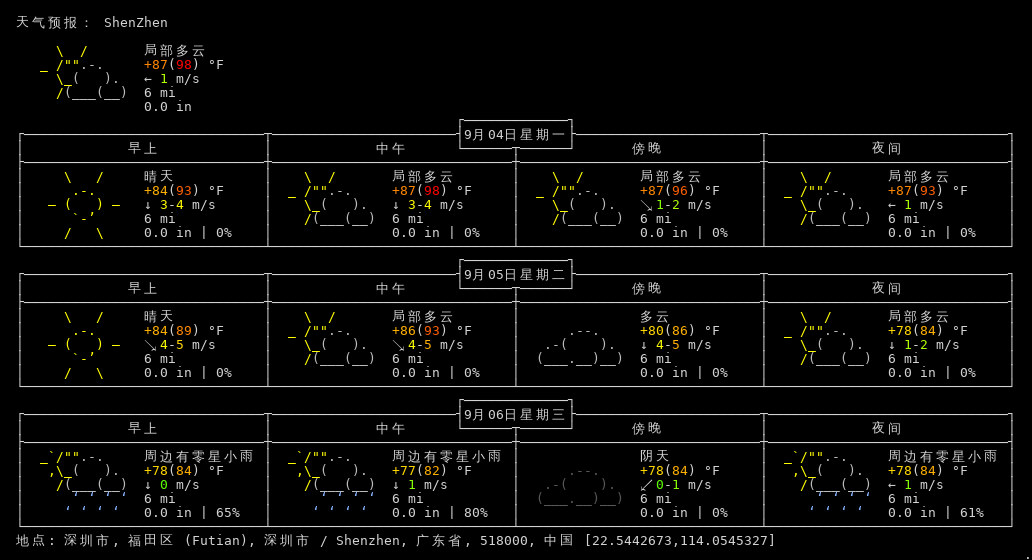 天气预报： ShenZhen
局部多云
+87(98) °F
← 1 m/s
6 mi
0.0 in
9月04日星期一
早上 中午 傍晚 夜间
晴天 局部多云 局部多云 局部多云
+84(93) °F +87(98) °F +87(96) °F +87(93) °F
↓ 3-4 m/s ↓ 3-4 m/s ↘ 1-2 m/s ← 1 m/s
6 mi 6 mi 6 mi 6 mi
0.0 in | 0% 0.0 in | 0% 0.0 in | 0% 0.0 in | 0%
9月05日星期二
早上 中午 傍晚 夜间
晴天 局部多云 多云 局部多云
+84(89) °F +86(93) °F +80(86) °F +78(84) °F
↘ 4-5 m/s ↘ 4-5 m/s ↓ 4-5 m/s ↓ 1-2 m/s
6 mi 6 mi 6 mi 6 mi
0.0 in | 0% 0.0 in | 0% 0.0 in | 0% 0.0 in | 0%
9月06日星期三
早上 中午 傍晚 夜间
周边有零星小雨 周边有零星小雨 阴天 周边有零星小雨
+78(84) °F +77(82) °F +78(84) °F +78(84) °F
↓ 0 m/s ↓ 1 m/s ↙ 0-1 m/s ← 1 m/s
6 mi 6 mi 6 mi 6 mi
0.0 in | 65% 0.0 in | 80% 0.0 in | 0% 0.0 in | 61%
地点: 深圳市, 福田区 (Futian), 深圳市 / Shenzhen, 广东省, 518000, 中国 [22.5442673,114.0545327]